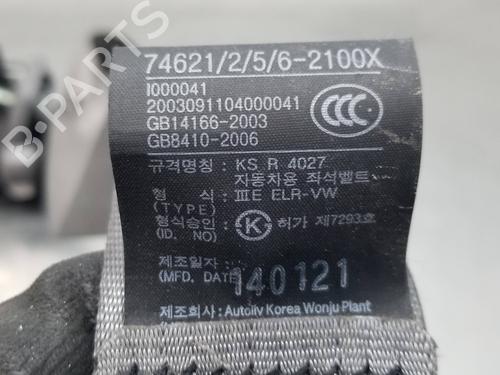 74621/2/5/6-2100X
I000041
2003091104000041
GB14166-2003
GB8410-2006
CCC
규격명칭 : KS R 4027
자동차용 좌석벨트
형 식 : ⅢE ELR-VW
(TYPE)
형식승인 : K 허가 제7293호
(ID. NO)
제조일자
(MFD. DATE) 140121
제조회사 : Autoliv Korea Wonju Plant